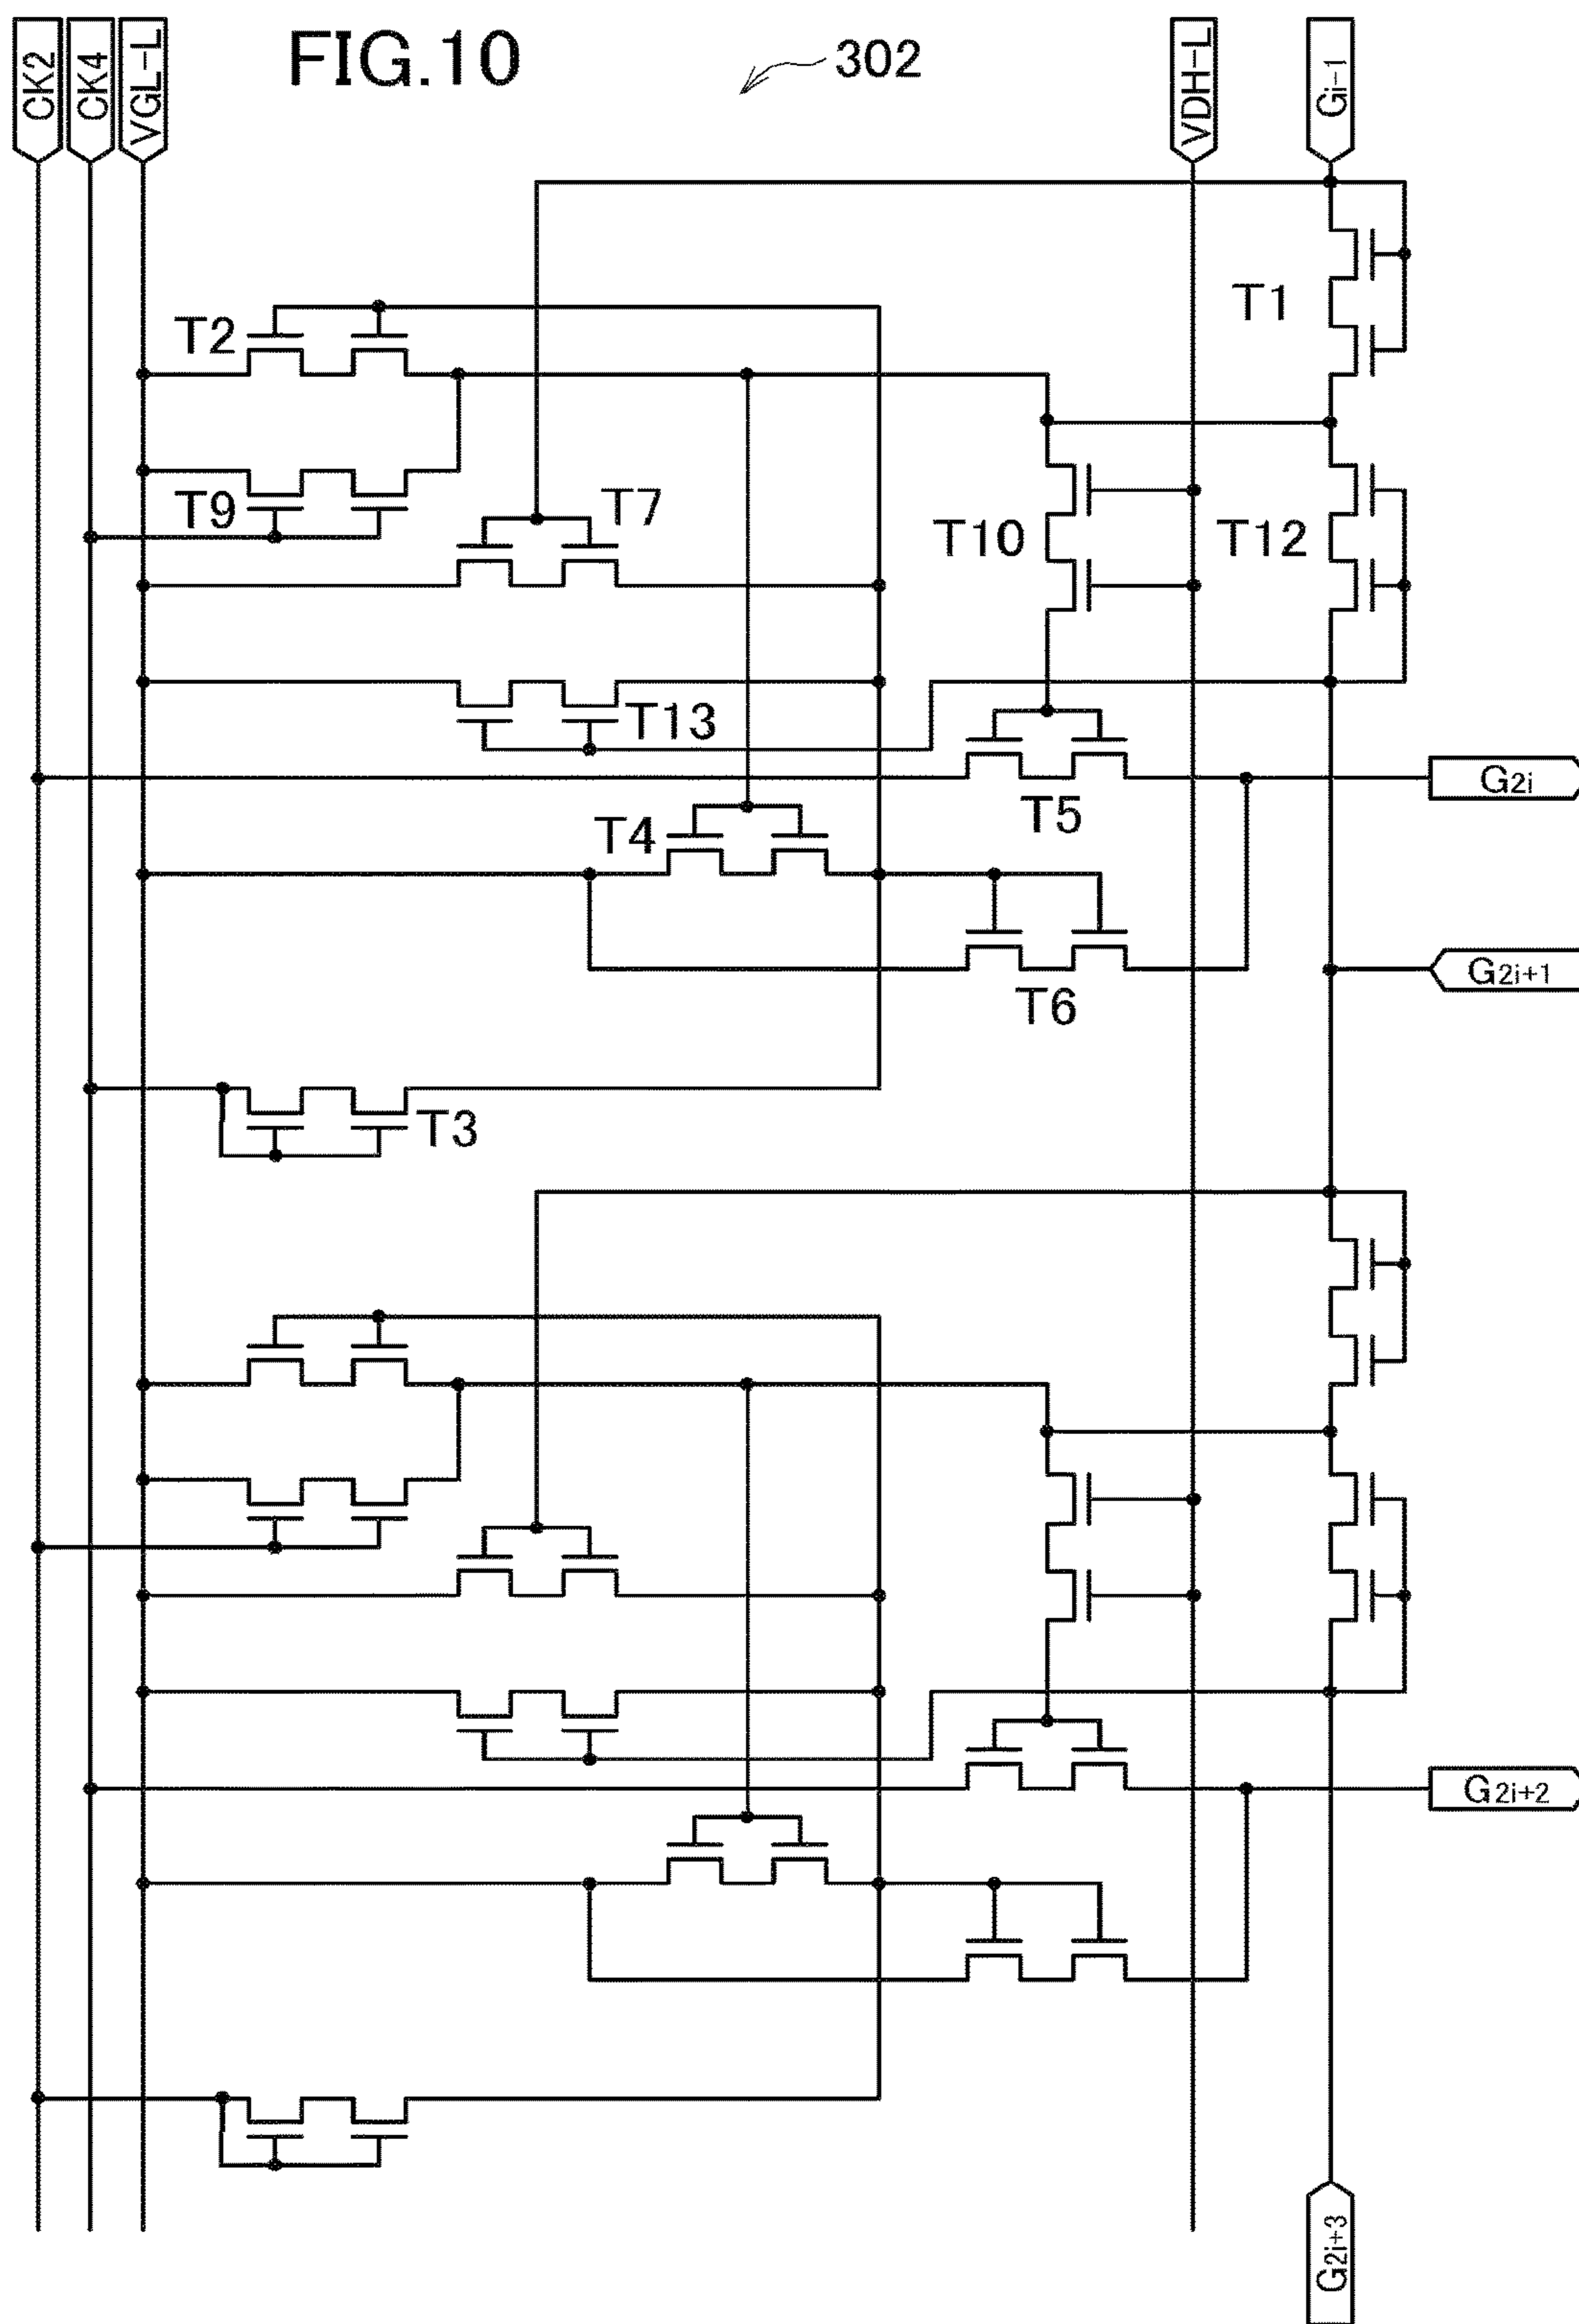 FIG.10
302
CK2
CK4
VGL-L
VDH-L
Gi-1
T1
T2
T9
T7
T10
T12
T13
T5
G2i
T4
T6
G2i+1
T3
G2i+2
G2i+3